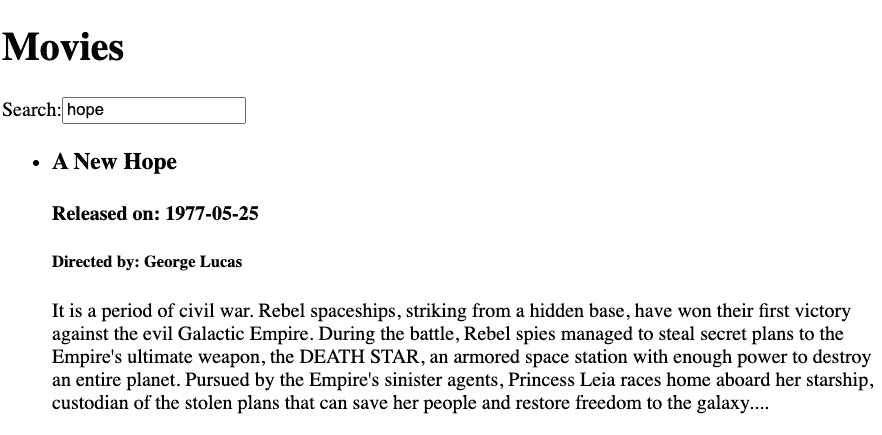 Movies
Search: hope
A New Hope
Released on: 1977-05-25
Directed by: George Lucas
It is a period of civil war. Rebel spaceships, striking from a hidden base, have won their first victory
against the evil Galactic Empire. During the battle, Rebel spies managed to steal secret plans to the
Empire's ultimate weapon, the DEATH STAR, an armored space station with enough power to destroy
an entire planet. Pursued by the Empire's sinister agents, Princess Leia races home aboard her starship,
custodian of the stolen plans that can save her people and restore freedom to the galaxy....